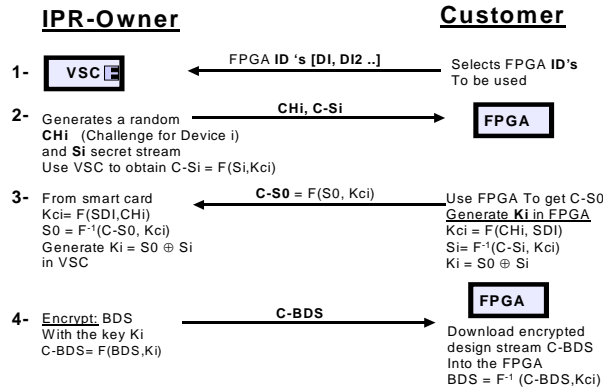 IPR-Owner
Customer
1-
VSC
FPGA ID 's [DI, DI2 ..]
Selects FPGA ID's
To be used
2-
Generates a random
CHi (Challenge for Device i)
and Si secret stream
Use VSC to obtain C-Si = F(Si,Kci)
CHi, C-Si
FPGA
3-
From smart card
Kci= F(SDI,CHi)
S0 = F-1(C-S0, Kci)
Generate Ki = S0 ⊕ Si
in VSC
C-S0 = F(S0, Kci)
Use FPGA To get C-S0
Generate Ki in FPGA
Kci = F(CHi, SDI)
Si= F-1(C-Si, Kci)
Ki = S0 ⊕ Si
4-
Encrypt: BDS
With the key Ki
C-BDS= F(BDS,Ki)
C-BDS
FPGA
Download encrypted
design stream C-BDS
Into the FPGA
BDS = F-1 (C-BDS,Kci)